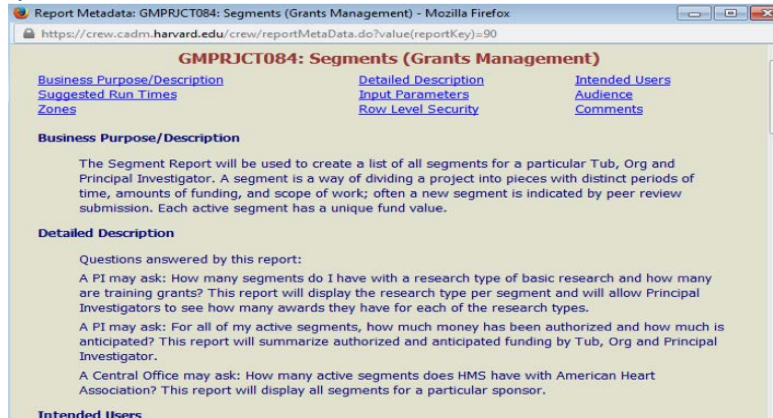 Report Metadata: GMPRJCT084: Segments (Grants Management) - Mozilla Firefox
https://crew.cadm.harvard.edu/crew/reportMetaData.do?value(reportKey)=90
GMPRJCT084: Segments (Grants Management)
Business Purpose/Description Detailed Description Intended Users
Suggested Run Times Input Parameters Audience
Zones Row Level Security Comments
Business Purpose/Description
The Segment Report will be used to create a list of all segments for a particular Tub, Org and
Principal Investigator. A segment is a way of dividing a project into pieces with distinct periods of
time, amounts of funding, and scope of work; often a new segment is indicated by peer review
submission. Each active segment has a unique fund value.
Detailed Description
Questions answered by this report:
A PI may ask: How many segments do I have with a research type of basic research and how many
are training grants? This report will display the research type per segment and will allow Principal
Investigators to see how many awards they have for each of the research types.
A PI may ask: For all of my active segments, how much money has been authorized and how much is
anticipated? This report will summarize authorized and anticipated funding by Tub, Org and Principal
Investigator.
A Central Office may ask: How many active segments does HMS have with American Heart
Association? This report will display all segments for a particular sponsor.
Intended Users